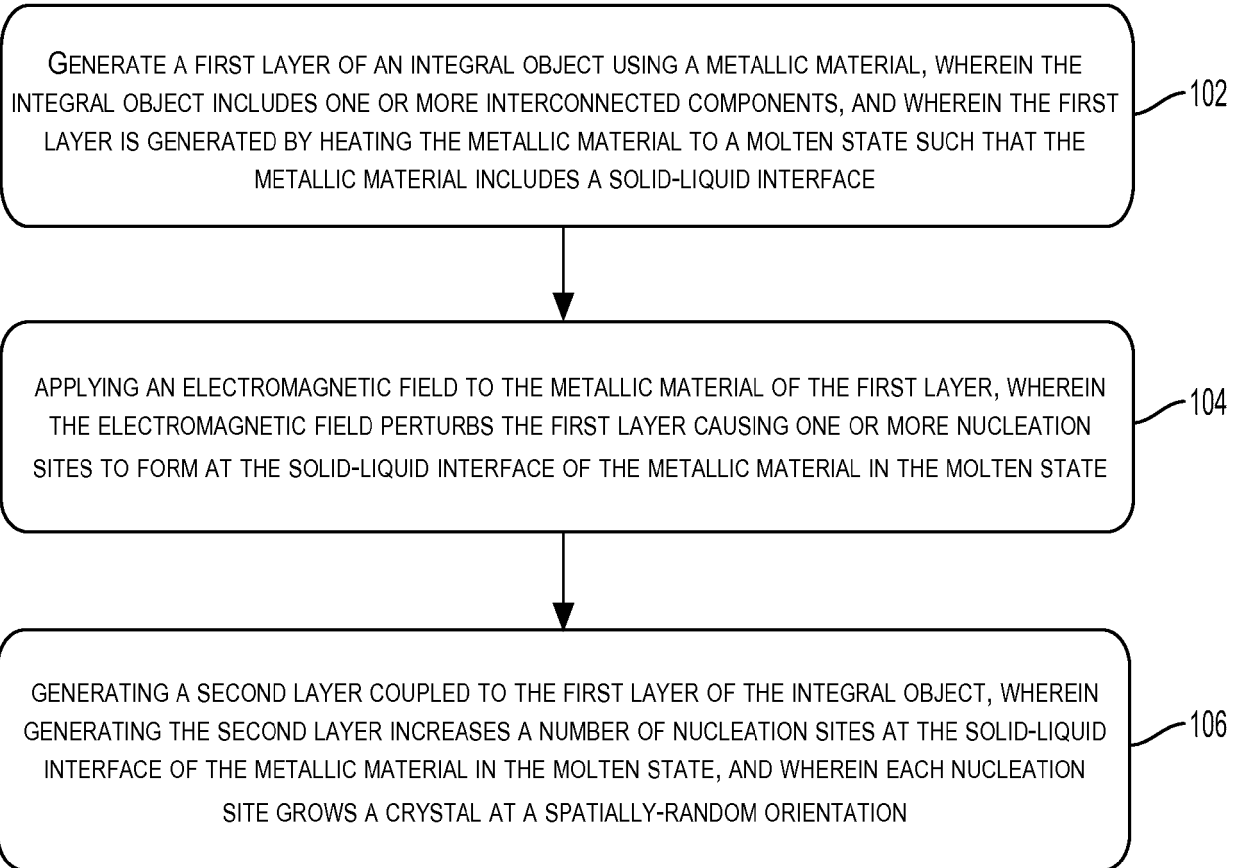 GENERATE A FIRST LAYER OF AN INTEGRAL OBJECT USING A METALLIC MATERIAL, WHEREIN THE
INTEGRAL OBJECT INCLUDES ONE OR MORE INTERCONNECTED COMPONENTS, AND WHEREIN THE FIRST
LAYER IS GENERATED BY HEATING THE METALLIC MATERIAL TO A MOLTEN STATE SUCH THAT THE
METALLIC MATERIAL INCLUDES A SOLID-LIQUID INTERFACE
102
APPLYING AN ELECTROMAGNETIC FIELD TO THE METALLIC MATERIAL OF THE FIRST LAYER, WHEREIN
THE ELECTROMAGNETIC FIELD PERTURBS THE FIRST LAYER CAUSING ONE OR MORE NUCLEATION
SITES TO FORM AT THE SOLID-LIQUID INTERFACE OF THE METALLIC MATERIAL IN THE MOLTEN STATE
104
GENERATING A SECOND LAYER COUPLED TO THE FIRST LAYER OF THE INTEGRAL OBJECT, WHEREIN
GENERATING THE SECOND LAYER INCREASES A NUMBER OF NUCLEATION SITES AT THE SOLID-LIQUID
INTERFACE OF THE METALLIC MATERIAL IN THE MOLTEN STATE, AND WHEREIN EACH NUCLEATION
SITE GROWS A CRYSTAL AT A SPATIALLY-RANDOM ORIENTATION
106